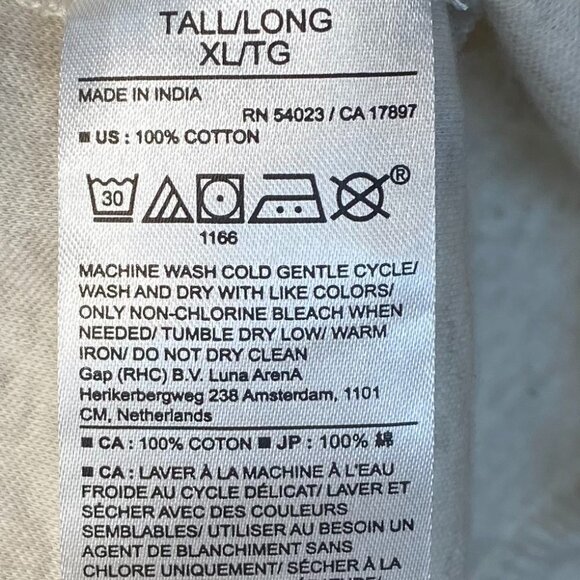 TALL/LONG
XL/TG
MADE IN INDIA
RN 54023 / CA 17897
■ US : 100% COTTON
30
®
1166
MACHINE WASH COLD GENTLE CYCLE/
WASH AND DRY WITH LIKE COLORS/
ONLY NON-CHLORINE BLEACH WHEN
NEEDED/ TUMBLE DRY LOW/ WARM
IRON/ DO NOT DRY CLEAN
Gap (RHC) B.V. Luna ArenA
Herikerbergweg 238 Amsterdam, 1101
CM, Netherlands
■ CA : 100% COTON ■ JP : 100% 綿
■ CA : LAVER À LA MACHINE À L'EAU
FROIDE AU CYCLE DÉLICAT/ LAVER ET
SÉCHER AVEC DES COULEURS
SEMBLABLES/ UTILISER AU BESOIN UN
AGENT DE BLANCHIMENT SANS
CHLORE UNIQUEMENT/ SÉCHER À LA